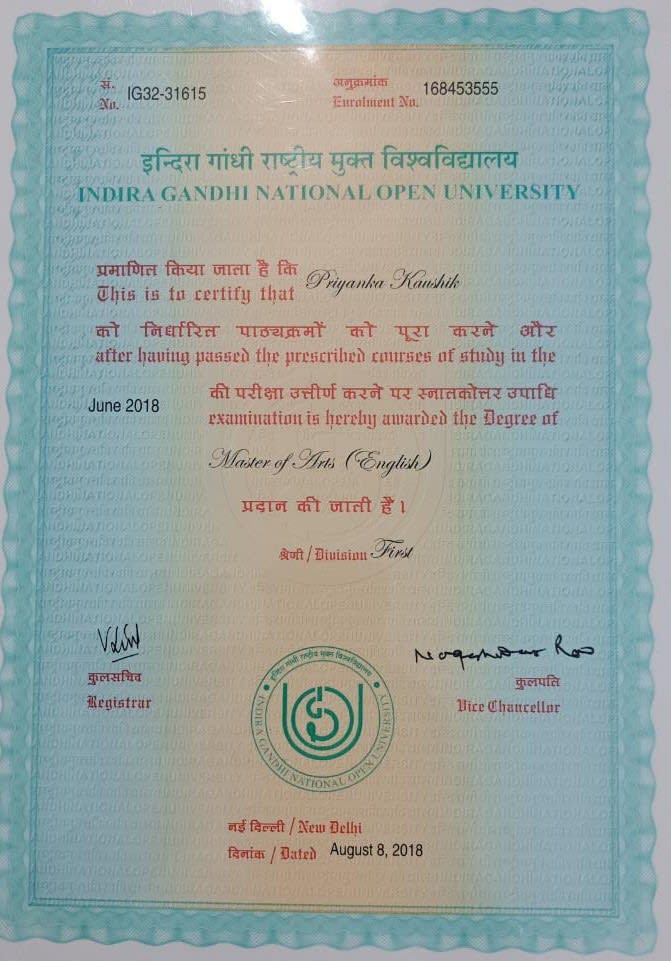 सं.
No. IG32-31615
अनुक्रमांक
Enrolment No. 168453555
इन्दिरा गांधी राष्ट्रीय मुक्त विश्वविद्यालय
INDIRA GANDHI NATIONAL OPEN UNIVERSITY
प्रमाणित किया जाता है कि
This is to certify that Priyanka Kaushik
को निर्धारित पाठ्यक्रमों को पूरा करने और
after having passed the prescribed courses of study in the
की परीक्षा उत्तीर्ण करने पर स्नातकोत्तर उपाधि
June 2018
examination is hereby awarded the Degree of
Master of Arts (English)
प्रदान की जाती है।
श्रेणी / Division First
कुलसचिव
Registrar
कुलपति
Vice Chancellor
इन्दिरा गांधी राष्ट्रीय मुक्त विश्वविद्यालय
INDIRA GANDHI NATIONAL OPEN UNIVERSITY
नई दिल्ली / New Delhi
दिनांक / Dated August 8, 2018